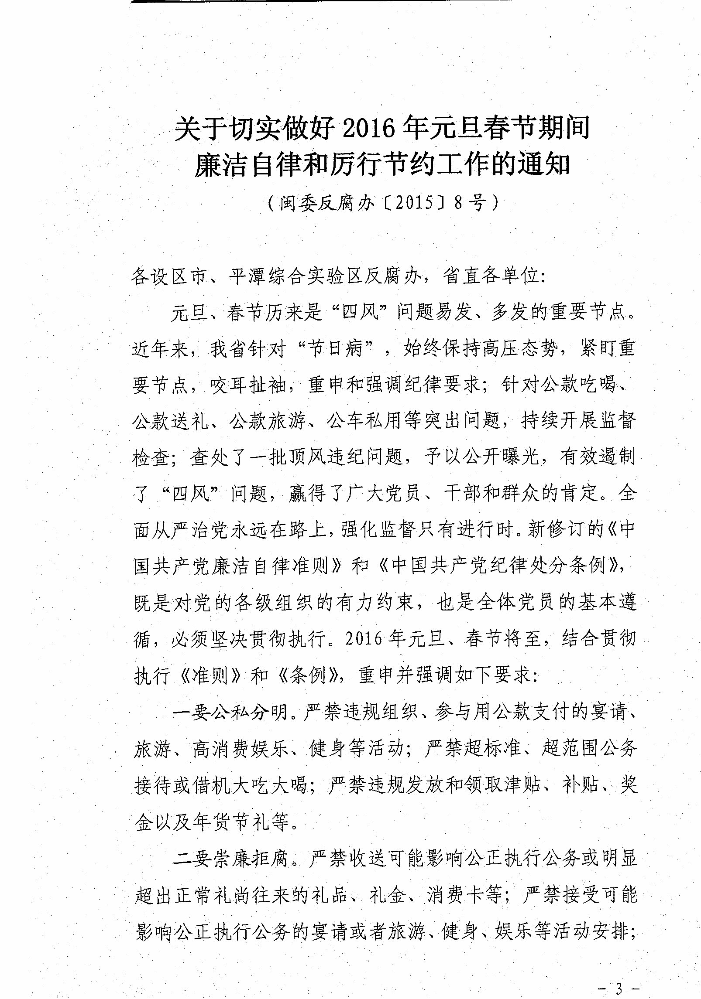 关于切实做好 2016 年元旦春节期间
廉洁自律和厉行节约工作的通知
（闽委反腐办〔2015〕8 号）
各设区市、平潭综合实验区反腐办，省直各单位：
元旦、春节历来是“四风”问题易发、多发的重要节点。
近年来，我省针对“节日病”，始终保持高压态势，紧盯重
要节点，咬耳扯袖，重申和强调纪律要求；针对公款吃喝、
公款送礼、公款旅游、公车私用等突出问题，持续开展监督
检查；查处了一批顶风违纪问题，予以公开曝光，有效遏制
了“四风”问题，赢得了广大党员、干部和群众的肯定。全
面从严治党永远在路上，强化监督只有进行时。新修订的《中
国共产党廉洁自律准则》和《中国共产党纪律处分条例》，
既是对党的各级组织的有力约束，也是全体党员的基本遵
循，必须坚决贯彻执行。2016 年元旦、春节将至，结合贯彻
执行《准则》和《条例》，重申并强调如下要求：
一要公私分明。严禁违规组织、参与用公款支付的宴请、
旅游、高消费娱乐、健身等活动；严禁超标准、超范围公务
接待或借机大吃大喝；严禁违规发放和领取津贴、补贴、奖
金以及年货节礼等。
二要崇廉拒腐。严禁收送可能影响公正执行公务或明显
超出正常礼尚往来的礼品、礼金、消费卡等；严禁接受可能
影响公正执行公务的宴请或者旅游、健身、娱乐等活动安排；
- 3 -